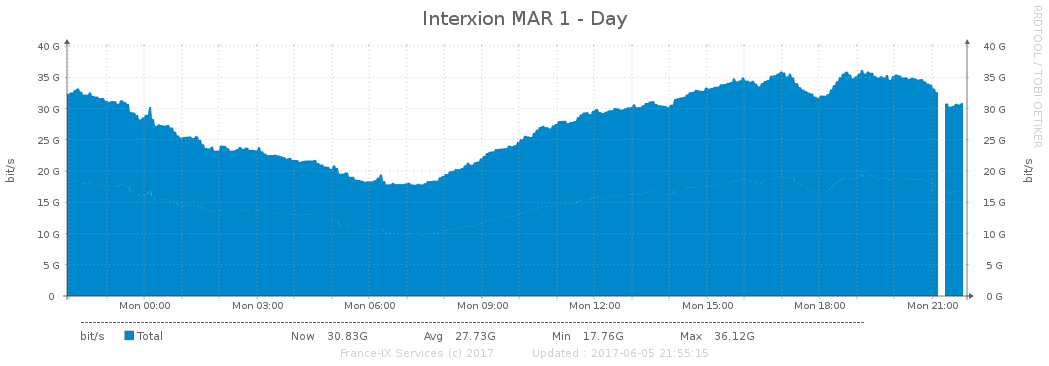 Interxion MAR 1 - Day
RRDTOOL / TOBI OETIKER
40 G 40 G
35 G 35 G
30 G 30 G
25 G 25 G
20 G 20 G
15 G 15 G
10 G 10 G
5 G 5 G
0 0 G
bit/s
bit/s
Mon 00:00 Mon 03:00 Mon 06:00 Mon 09:00 Mon 12:00 Mon 15:00 Mon 18:00 Mon 21:00
bit/s Total Now 30.83G Avg 27.73G Min 17.76G Max 36.12G
France-IX Services (c) 2017 Updated : 2017-06-05 21:55:15